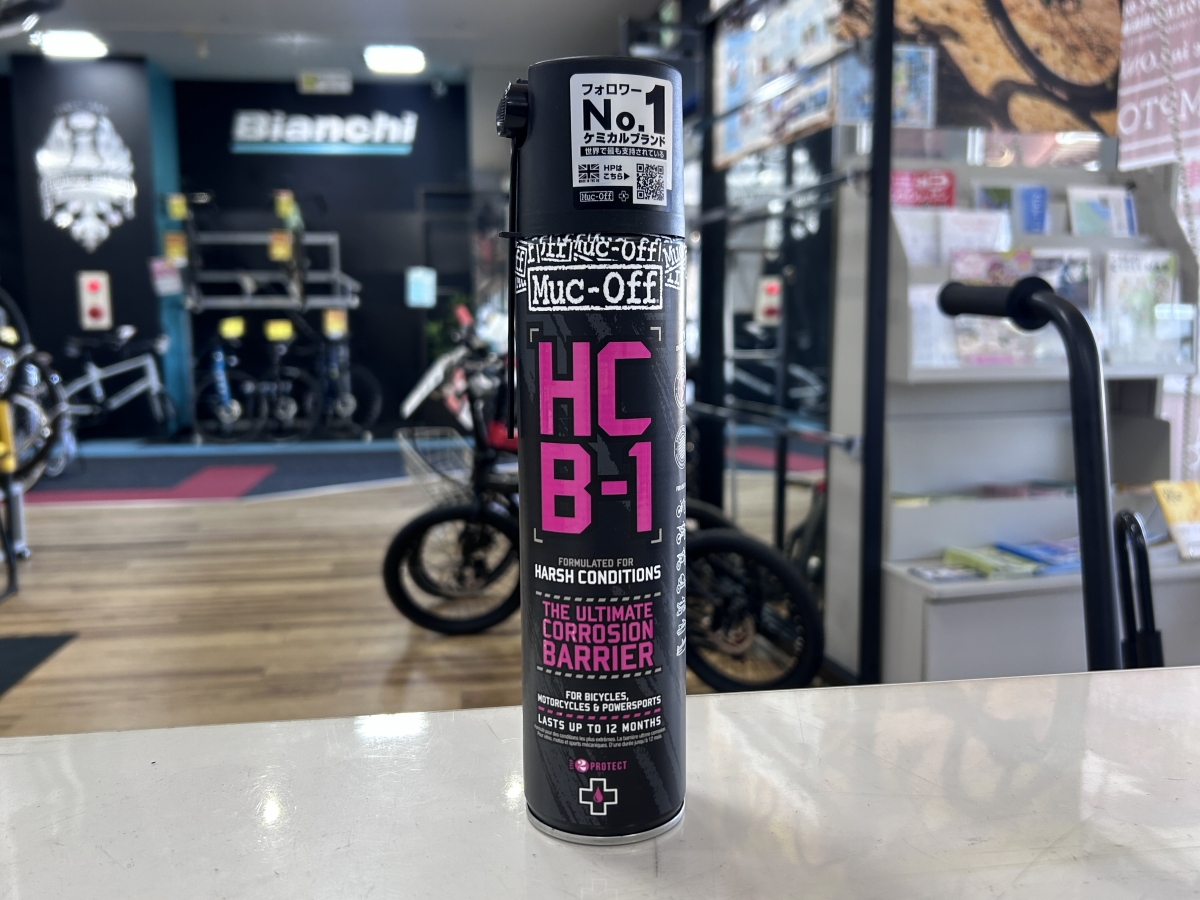 Bianchi
フォロワー
No.1
ケミカルブランド
世界で最も支持されている
HPは
こちら▶
Muc-Off
Muc-Off
Muc-Off
HC
B-1
FORMULATED FOR
HARSH CONDITIONS
THE ULTIMATE
CORROSION
BARRIER
FOR BICYCLES,
MOTORCYCLES & POWERSPORTS
LASTS UP TO 12 MONTHS
2 PROTECT